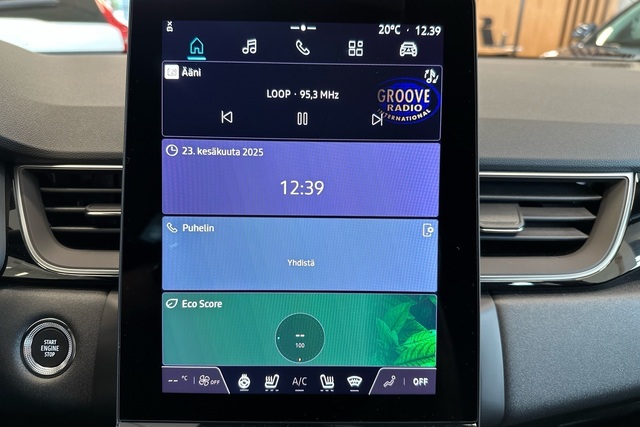 20°C · 12.39
Ääni
LOOP · 95,3 MHz
GROOVE
RADIO
INTERNATIONAL
23. kesäkuuta 2025
12:39
Puhelin
Yhdistä
Eco Score
--
100
START
ENGINE
STOP
-- °C
OFF
A/C
OFF